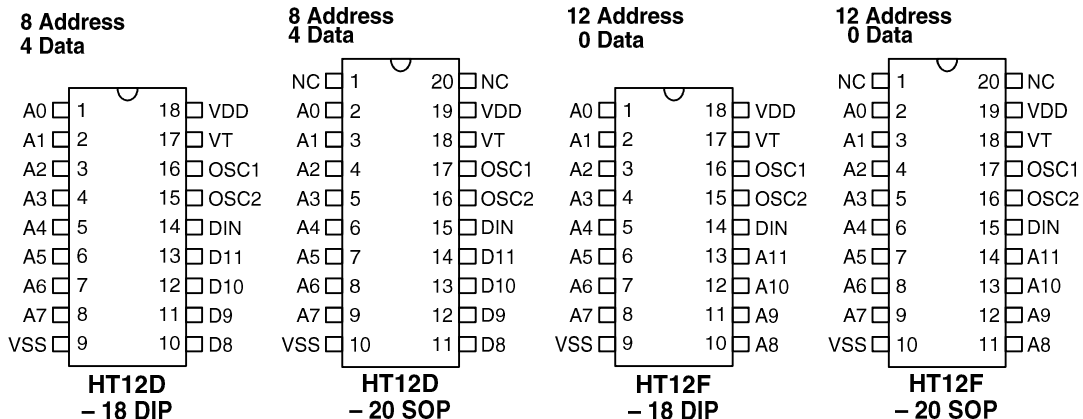 8 Address
4 Data
A0 1 18 VDD
A1 2 17 VT
A2 3 16 OSC1
A3 4 15 OSC2
A4 5 14 DIN
A5 6 13 D11
A6 7 12 D10
A7 8 11 D9
VSS 9 10 D8
HT12D
– 18 DIP
8 Address
4 Data
NC 1 20 NC
A0 2 19 VDD
A1 3 18 VT
A2 4 17 OSC1
A3 5 16 OSC2
A4 6 15 DIN
A5 7 14 D11
A6 8 13 D10
A7 9 12 D9
VSS 10 11 D8
HT12D
– 20 SOP
12 Address
0 Data
A0 1 18 VDD
A1 2 17 VT
A2 3 16 OSC1
A3 4 15 OSC2
A4 5 14 DIN
A5 6 13 A11
A6 7 12 A10
A7 8 11 A9
VSS 9 10 A8
HT12F
– 18 DIP
12 Address
0 Data
NC 1 20 NC
A0 2 19 VDD
A1 3 18 VT
A2 4 17 OSC1
A3 5 16 OSC2
A4 6 15 DIN
A5 7 14 A11
A6 8 13 A10
A7 9 12 A9
VSS 10 11 A8
HT12F
– 20 SOP